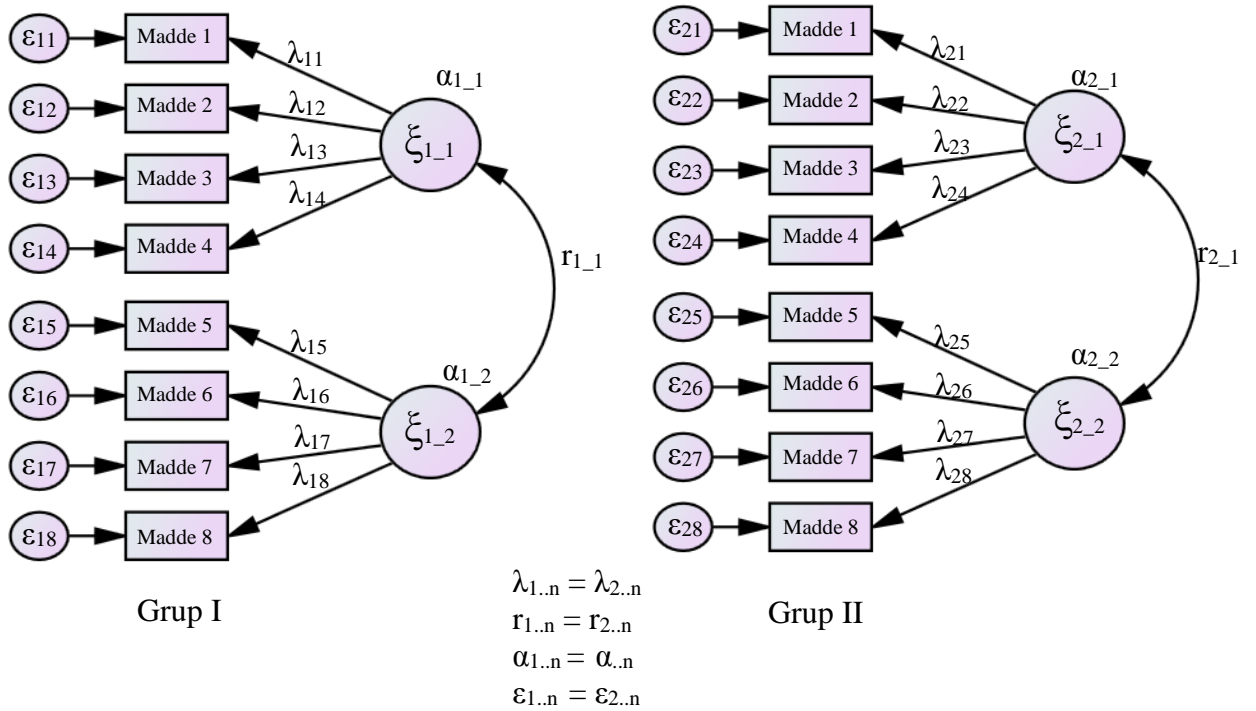 ε11 Madde 1 λ11
α1_1
ε12 Madde 2 λ12
ξ1_1
ε13 Madde 3 λ13
λ14
ε14 Madde 4
r1_1
ε15 Madde 5 λ15
α1_2
ε16 Madde 6 λ16
ξ1_2
ε17 Madde 7 λ17
λ18
ε18 Madde 8
Grup I
ε21 Madde 1 λ21
α2_1
ε22 Madde 2 λ22
ξ2_1
ε23 Madde 3 λ23
λ24
ε24 Madde 4
r2_1
ε25 Madde 5 λ25
α2_2
ε26 Madde 6 λ26
ξ2_2
ε27 Madde 7 λ27
λ28
ε28 Madde 8
Grup II
λ1..n = λ2..n
r1..n = r2..n
α1..n = α..n
ε1..n = ε2..n